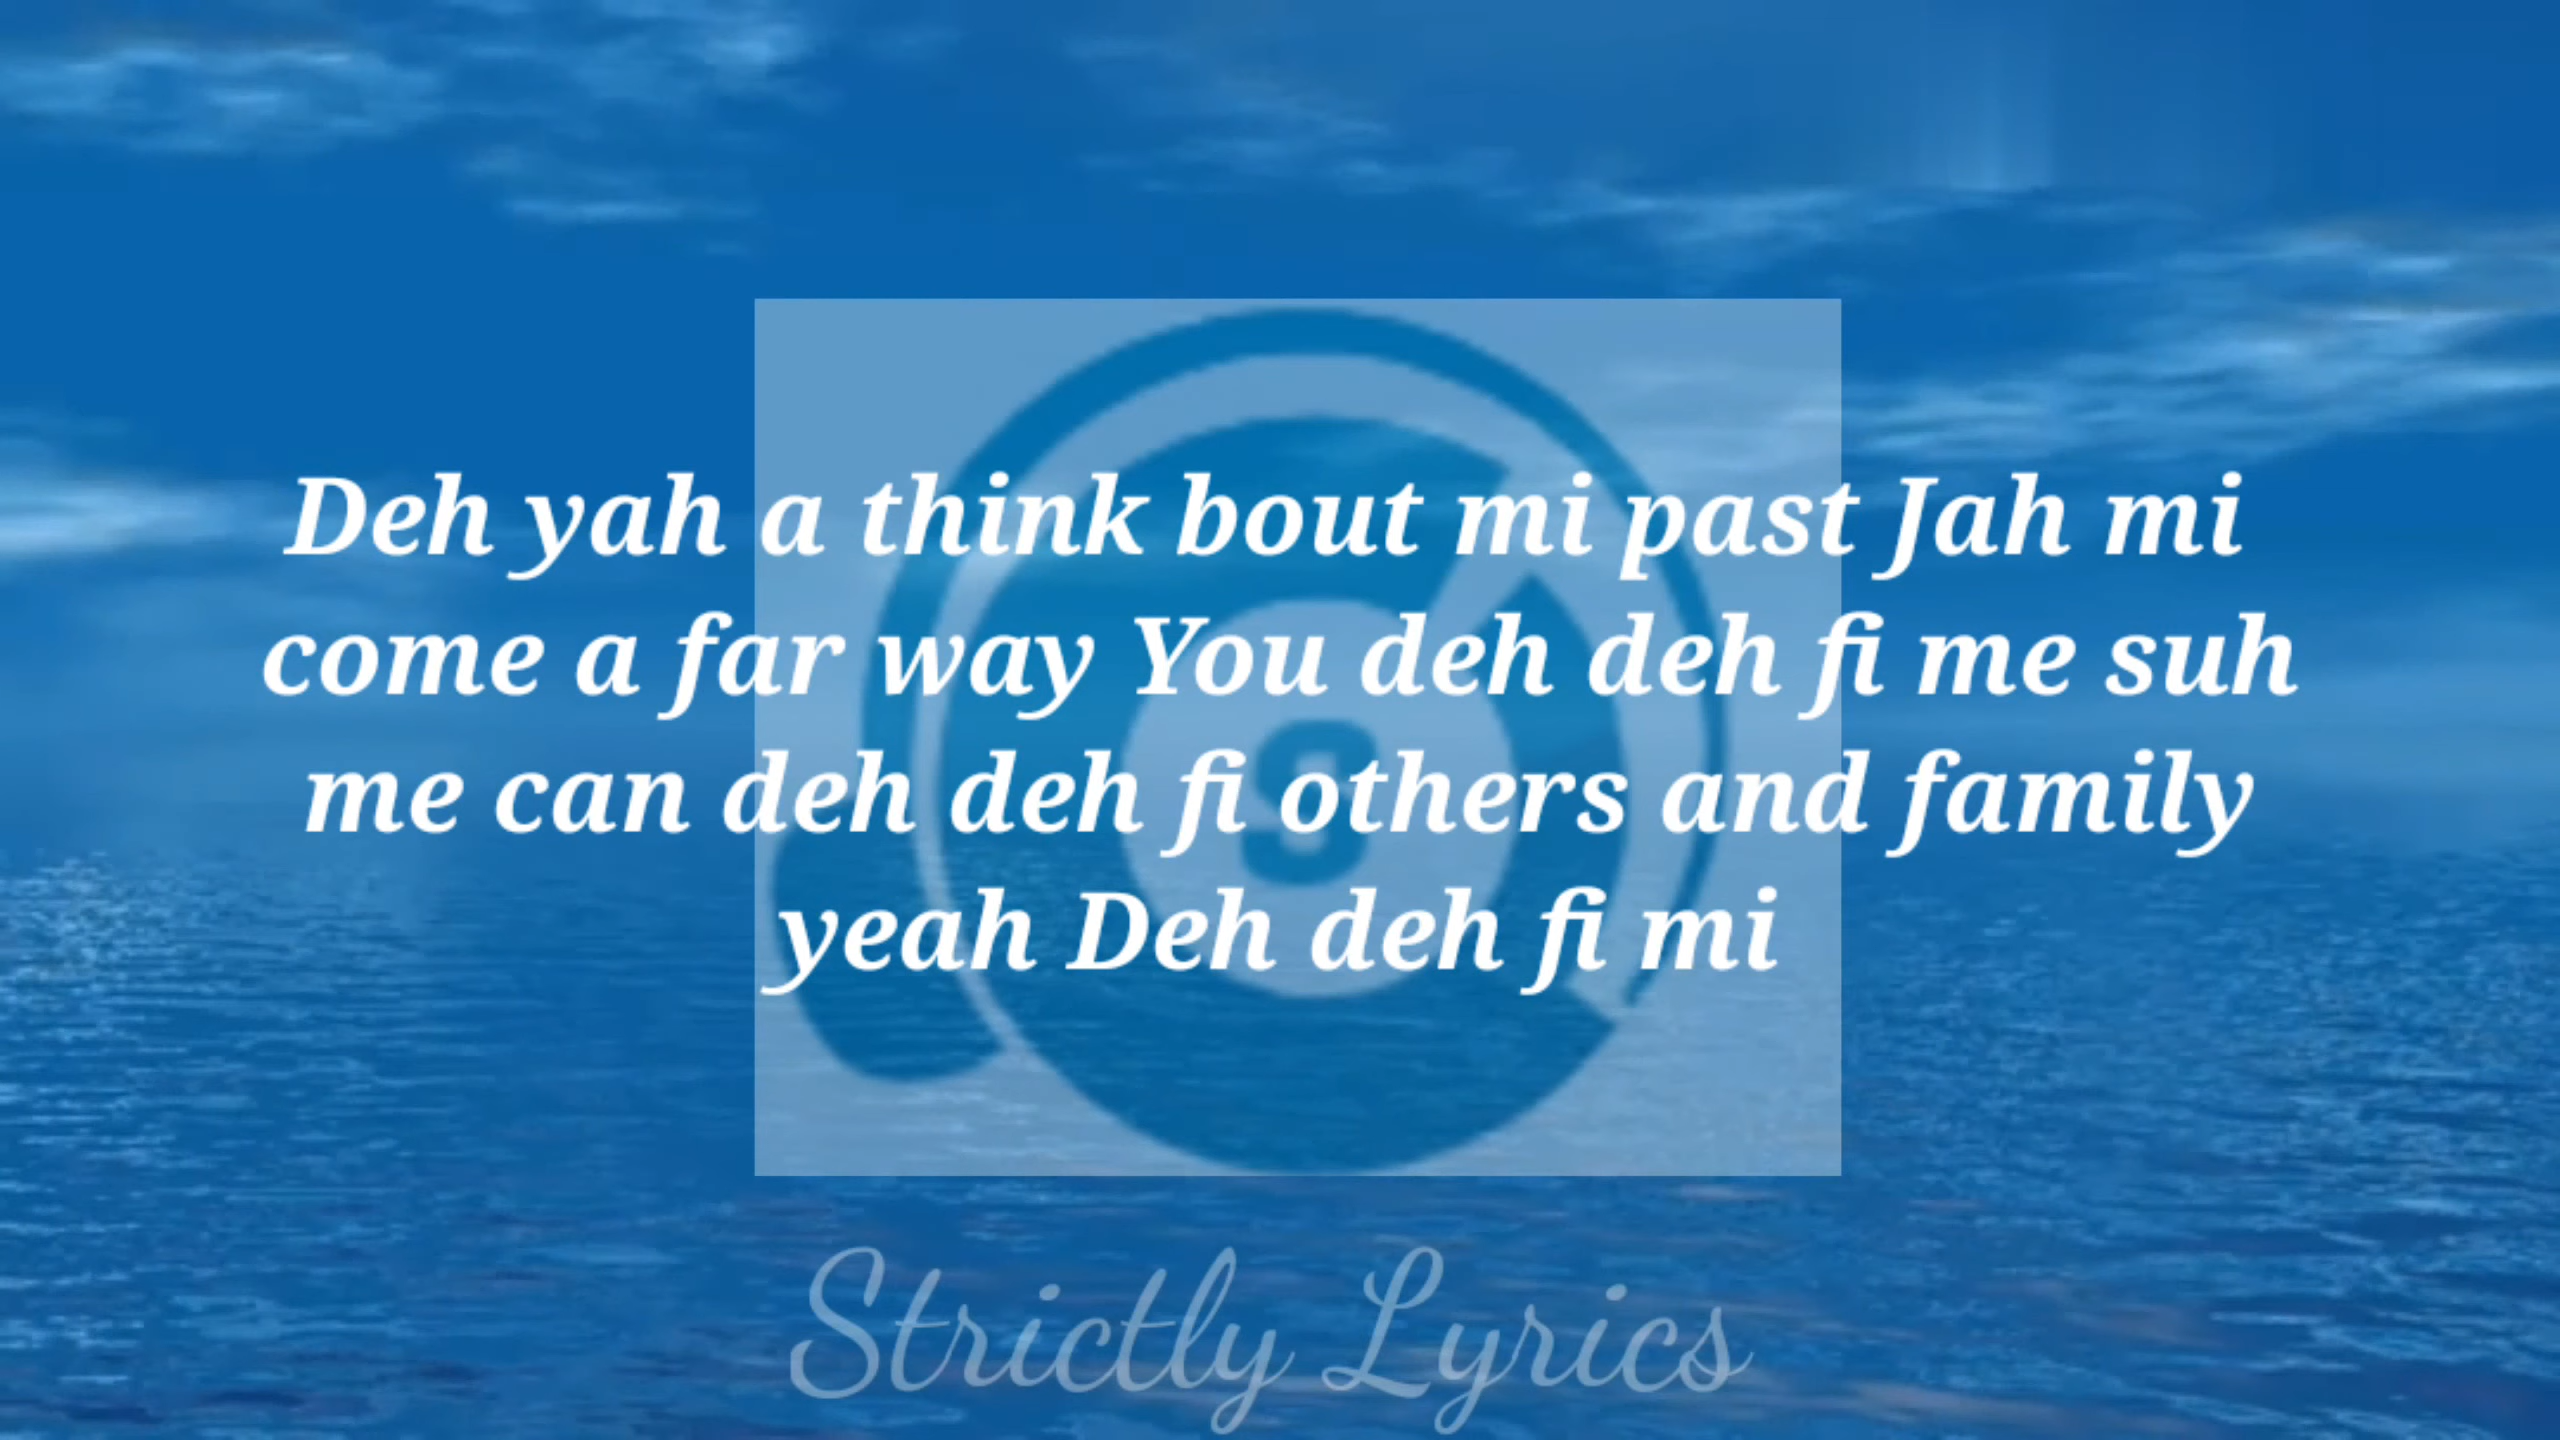 Deh yah a think bout mi past Jah mi
come a far way You deh deh fi me suh
me can deh deh fi others and family
yeah Deh deh fi mi
S
Strictly Lyrics